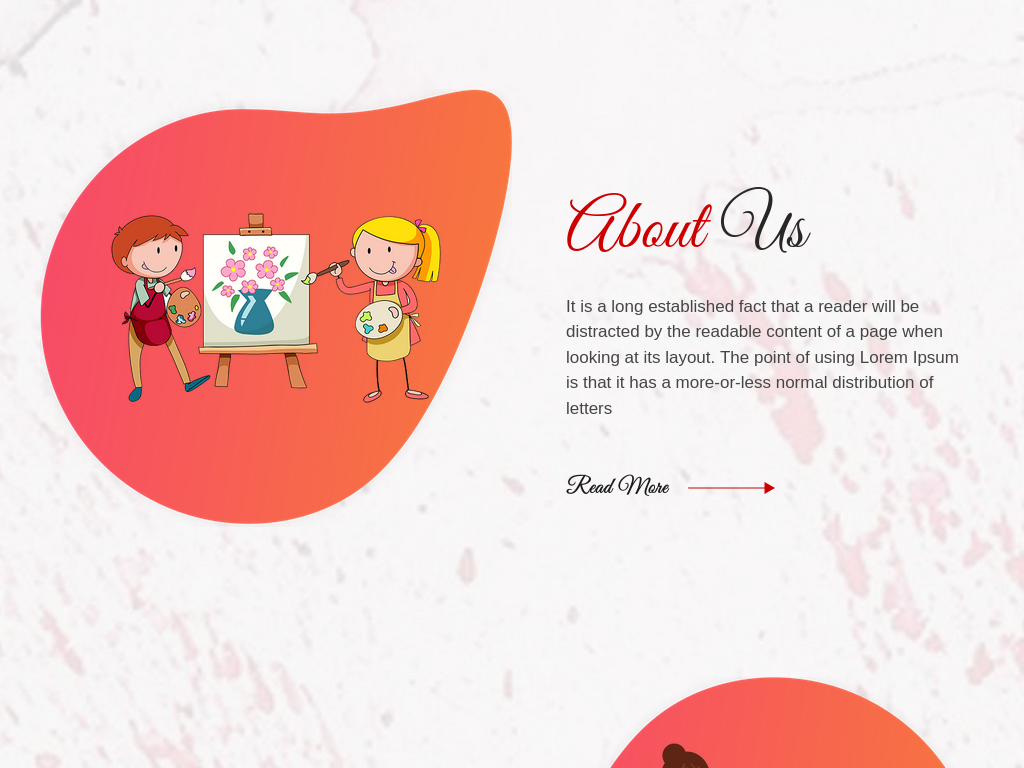 About Us
It is a long established fact that a reader will be
distracted by the readable content of a page when
looking at its layout. The point of using Lorem Ipsum
is that it has a more-or-less normal distribution of
letters
Read More